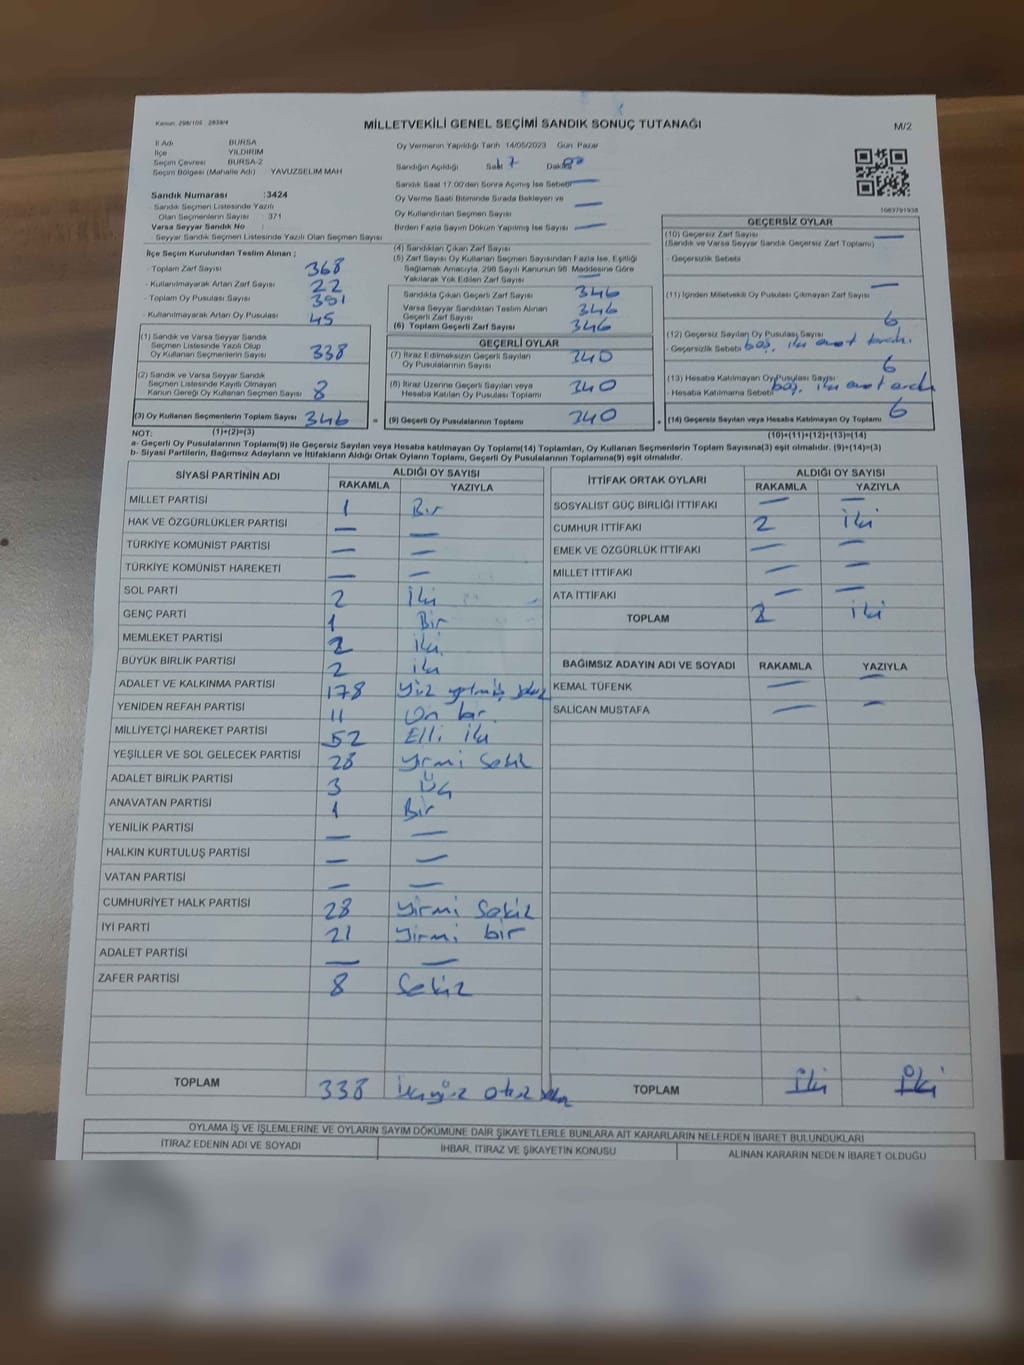 Kanun: 298/105 2839/4
MİLLETVEKİLİ GENEL SEÇİMİ SANDIK SONUÇ TUTANAĞI
M/2
İl Adı BURSA
İlçe YILDIRIM
Seçim Çevresi BURSA-2
Seçim Bölgesi (Mahalle Adı) YAVUZSELIM MAH
Sandık Numarası :3424
- Sandık Seçmen Listesinde Yazılı
Olan Seçmenlerin Sayısı : 371
Varsa Seyyar Sandık No :
- Seyyar Sandık Seçmen Listesinde Yazılı Olan Seçmen Sayısı
İlçe Seçim Kurulundan Teslim Alınan ;
- Toplam Zarf Sayısı 368
- Kullanılmayarak Artan Zarf Sayısı 22
- Toplam Oy Pusulası Sayısı 391
- Kullanılmayarak Artan Oy Pusulası 45
(1) Sandık ve Varsa Seyyar Sandık
Seçmen Listesinde Yazılı Olup
Oy Kullanan Seçmenlerin Sayısı 338
(2) Sandık ve Varsa Seyyar Sandık
Seçmen Listesinde Kayıtlı Olmayan
Kanun Gereği Oy Kullanan Seçmen Sayısı 8
(3) Oy Kullanan Seçmenlerin Toplam Sayısı 346 =
(1)+(2)=(3)
Oy Vermenin Yapıldığı Tarih 14/05/2023 Gün: Pazar
Sandığın Açıldığı Saat 17 Dakika
Sandık Saat 17.00'den Sonra Açılmış İse Sebebi —
Oy Verme Saati Bitiminde Sırada Bekleyen ve
Oy Kullandırılan Seçmen Sayısı —
Birden Fazla Sayım Döküm Yapılmış İse Sayısı —
(4) Sandıktan Çıkan Zarf Sayısı
(5) Zarf Sayısı Oy Kullanan Seçmen Sayısından Fazla İse, Eşitliği
Sağlamak Amacıyla, 298 Sayılı Kanunun 98. Maddesine Göre
Yakılarak Yok Edilen Zarf Sayısı —
Sandıkta Çıkan Geçerli Zarf Sayısı 346
Varsa Seyyar Sandıktan Teslim Alınan
Geçerli Zarf Sayısı 346
(6) Toplam Geçerli Zarf Sayısı 346
GEÇERLİ OYLAR
(7) İtiraz Edilmeksizin Geçerli Sayılan
Oy Pusulalarının Sayısı 340
(8) İtiraz Üzerine Geçerli Sayılan veya
Hesaba Katılan Oy Pusulası Toplamı 340
(9) Geçerli Oy Pusulalarının Toplamı 340 +
1083791938
GEÇERSİZ OYLAR
(10) Geçersiz Zarf Sayısı —
(Sandık ve Varsa Seyyar Sandık Geçersiz Zarf Toplamı)
- Geçersizlik Sebebi
(11) İçinden Milletvekili Oy Pusulası Çıkmayan Zarf Sayısı —
(12) Geçersiz Sayılan Oy Pusulası Sayısı 6
Geçersizlik Sebebi boş,
(13) Hesaba Katılmayan Oy Pusulası Sayısı 6
- Hesaba Katılmama Sebebi boş,
(14) Geçersiz Sayılan veya Hesaba Katılmayan Oy Toplamı 6
(10)+(11)+(12)+(13)=(14)
NOT:
a- Geçerli Oy Pusulalarının Toplamı(9) ile Geçersiz Sayılan veya Hesaba katılmayan Oy Toplamı(14) Toplamları, Oy Kullanan Seçmenlerin Toplam Sayısına(3) eşit olmalıdır. (9)+(14)=(3)
b- Siyasi Partilerin, Bağımsız Adayların ve İttifakların Aldığı Ortak Oyların Toplamı, Geçerli Oy Pusulalarının Toplamına(9) eşit olmalıdır.
SİYASİ PARTİNİN ADI ALDIĞI OY SAYISI
RAKAMLA YAZIYLA
MİLLET PARTİSİ 1 Bir
HAK VE ÖZGÜRLÜKLER PARTİSİ — —
TÜRKİYE KOMÜNİST PARTİSİ — —
TÜRKİYE KOMÜNİST HAREKETİ — —
SOL PARTİ 2 İki
GENÇ PARTİ 1 Bir
MEMLEKET PARTİSİ 2 iki
BÜYÜK BİRLİK PARTİSİ 2 iki
ADALET VE KALKINMA PARTİSİ 178 Yüz yetmiş sekiz
YENİDEN REFAH PARTİSİ 11 On bir
MİLLİYETÇİ HAREKET PARTİSİ 52 Elli iki
YEŞİLLER VE SOL GELECEK PARTİSİ 28 Yirmi Sekiz
ADALET BİRLİK PARTİSİ 3 Üç
ANAVATAN PARTİSİ 1 Bir
YENİLİK PARTİSİ — —
HALKIN KURTULUŞ PARTİSİ — —
VATAN PARTİSİ — —
CUMHURİYET HALK PARTİSİ 28 Yirmi Sekiz
İYİ PARTİ 21 Yirmi bir
ADALET PARTİSİ — —
ZAFER PARTİSİ 8 Sekiz
TOPLAM 338 Üçyüz otuz sekiz
İTTİFAK ORTAK OYLARI ALDIĞI OY SAYISI
RAKAMLA YAZIYLA
SOSYALIST GÜÇ BİRLİĞİ İTTİFAKI — —
CUMHUR İTTİFAKI 2 İki
EMEK VE ÖZGÜRLÜK İTTİFAKI — —
MİLLET İTTİFAKI — —
ATA İTTİFAKI — —
TOPLAM 2 iki
BAĞIMSIZ ADAYIN ADI VE SOYADI RAKAMLA YAZIYLA
KEMAL TÜFENK — —
SALİCAN MUSTAFA — —
TOPLAM İki İki
OYLAMA İŞ VE İŞLEMLERİNE VE OYLARIN SAYIM DÖKÜMÜNE DAİR ŞİKAYETLERLE BUNLARA AİT KARARLARIN NELERDEN İBARET BULUNDUKLARI
İTİRAZ EDENİN ADI VE SOYADI İHBAR, İTİRAZ VE ŞİKAYETİN KONUSU ALINAN KARARIN NEDEN İBARET OLDUĞU